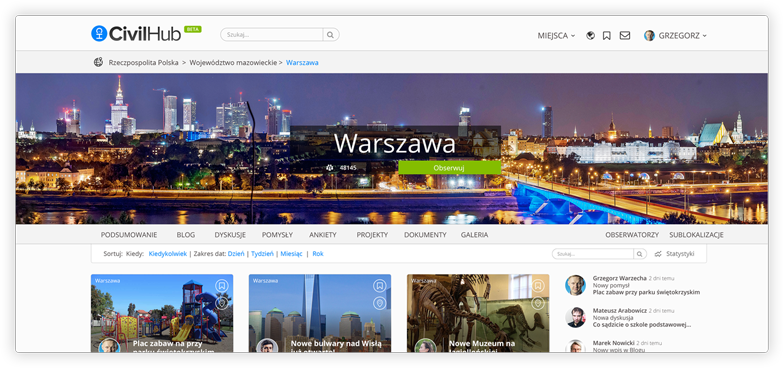 CivilHub BETA
Szukaj...
MIEJSCA
GRZEGORZ
Rzeczpospolita Polska > Województwo mazowieckie > Warszawa
Warszawa
48145
Obserwuj
PODSUMOWANIE BLOG DYSKUSJE POMYSŁY ANKIETY PROJEKTY DOKUMENTY GALERIA OBSERWATORZY SUBLOKALIZACJE
Sortuj: Kiedy: Kiedykolwiek | Zakres dat: Dzień | Tydzień | Miesiąc | Rok
Szukaj...
Statystyki
Warszawa
Plac zabaw przy
parku świętokrzyskim
Warszawa
Nowe bulwary nad Wisłą
już otwarte!
Warszawa
Nowe Muzeum na
Jagiellońskiej
Grzegorz Warzecha 2 dni temu
Nowy pomysł
Plac zabaw przy parku świętokrzyskim
Mateusz Arabowicz 2 dni temu
Nowa dyskusja
Co sądzicie o szkole podstawowej...
Marek Nowicki 2 dni temu
Nowy wpis w Blogu